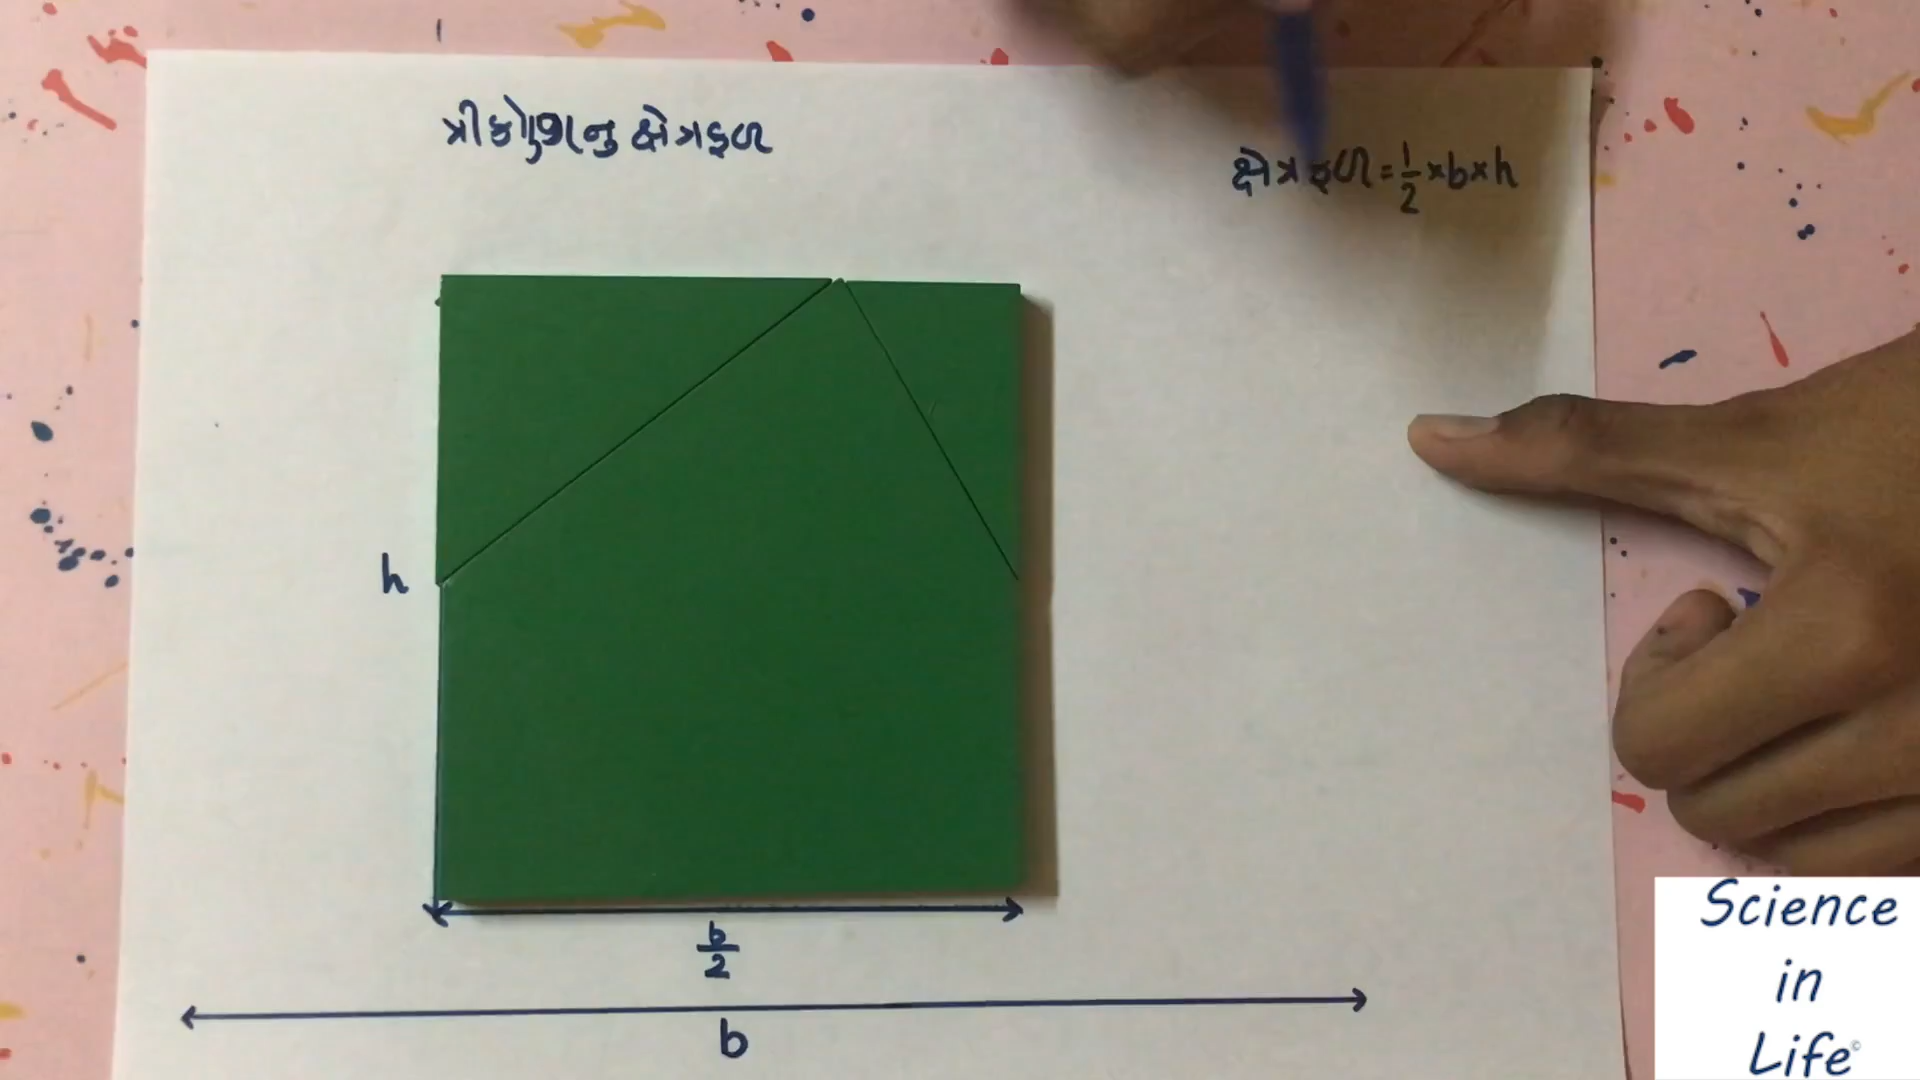 ત્રીકોણનુ ક્ષેત્રફળ
ક્ષેત્રફળ = 1/2 × b × h
h
b/2
b
Science
in
Life©